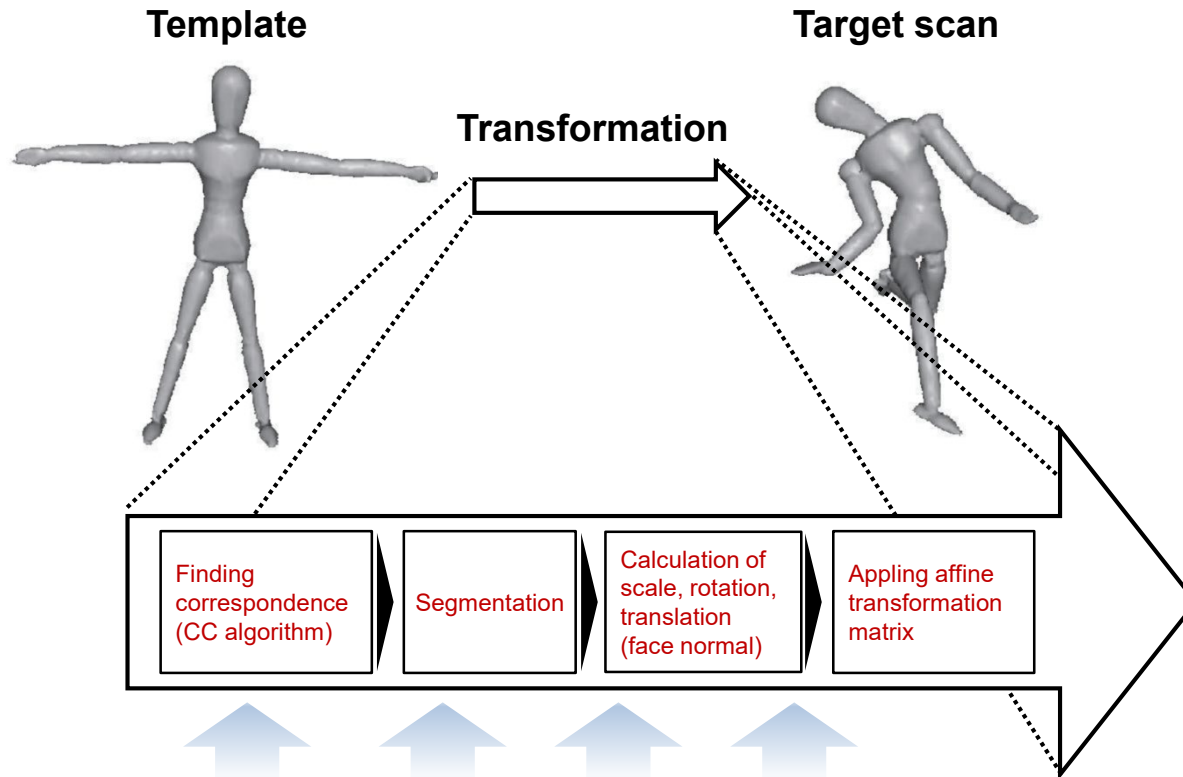 Template
Target scan
Transformation
Finding
correspondence
(CC algorithm)
Segmentation
Calculation of
scale, rotation,
translation
(face normal)
Appling affine
transformation
matrix